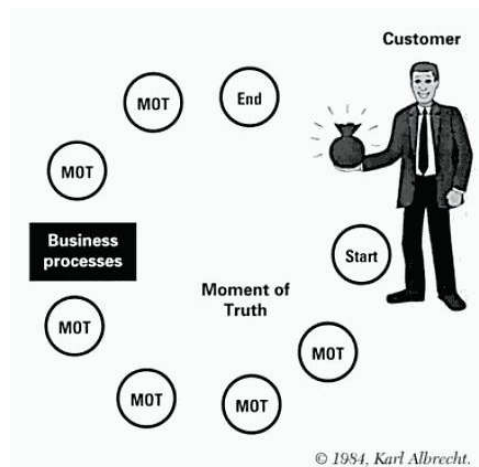 Customer
MOT
End
MOT
Business
processes
Start
Moment of
Truth
MOT
MOT
MOT
MOT
© 1984, Karl Albrecht.